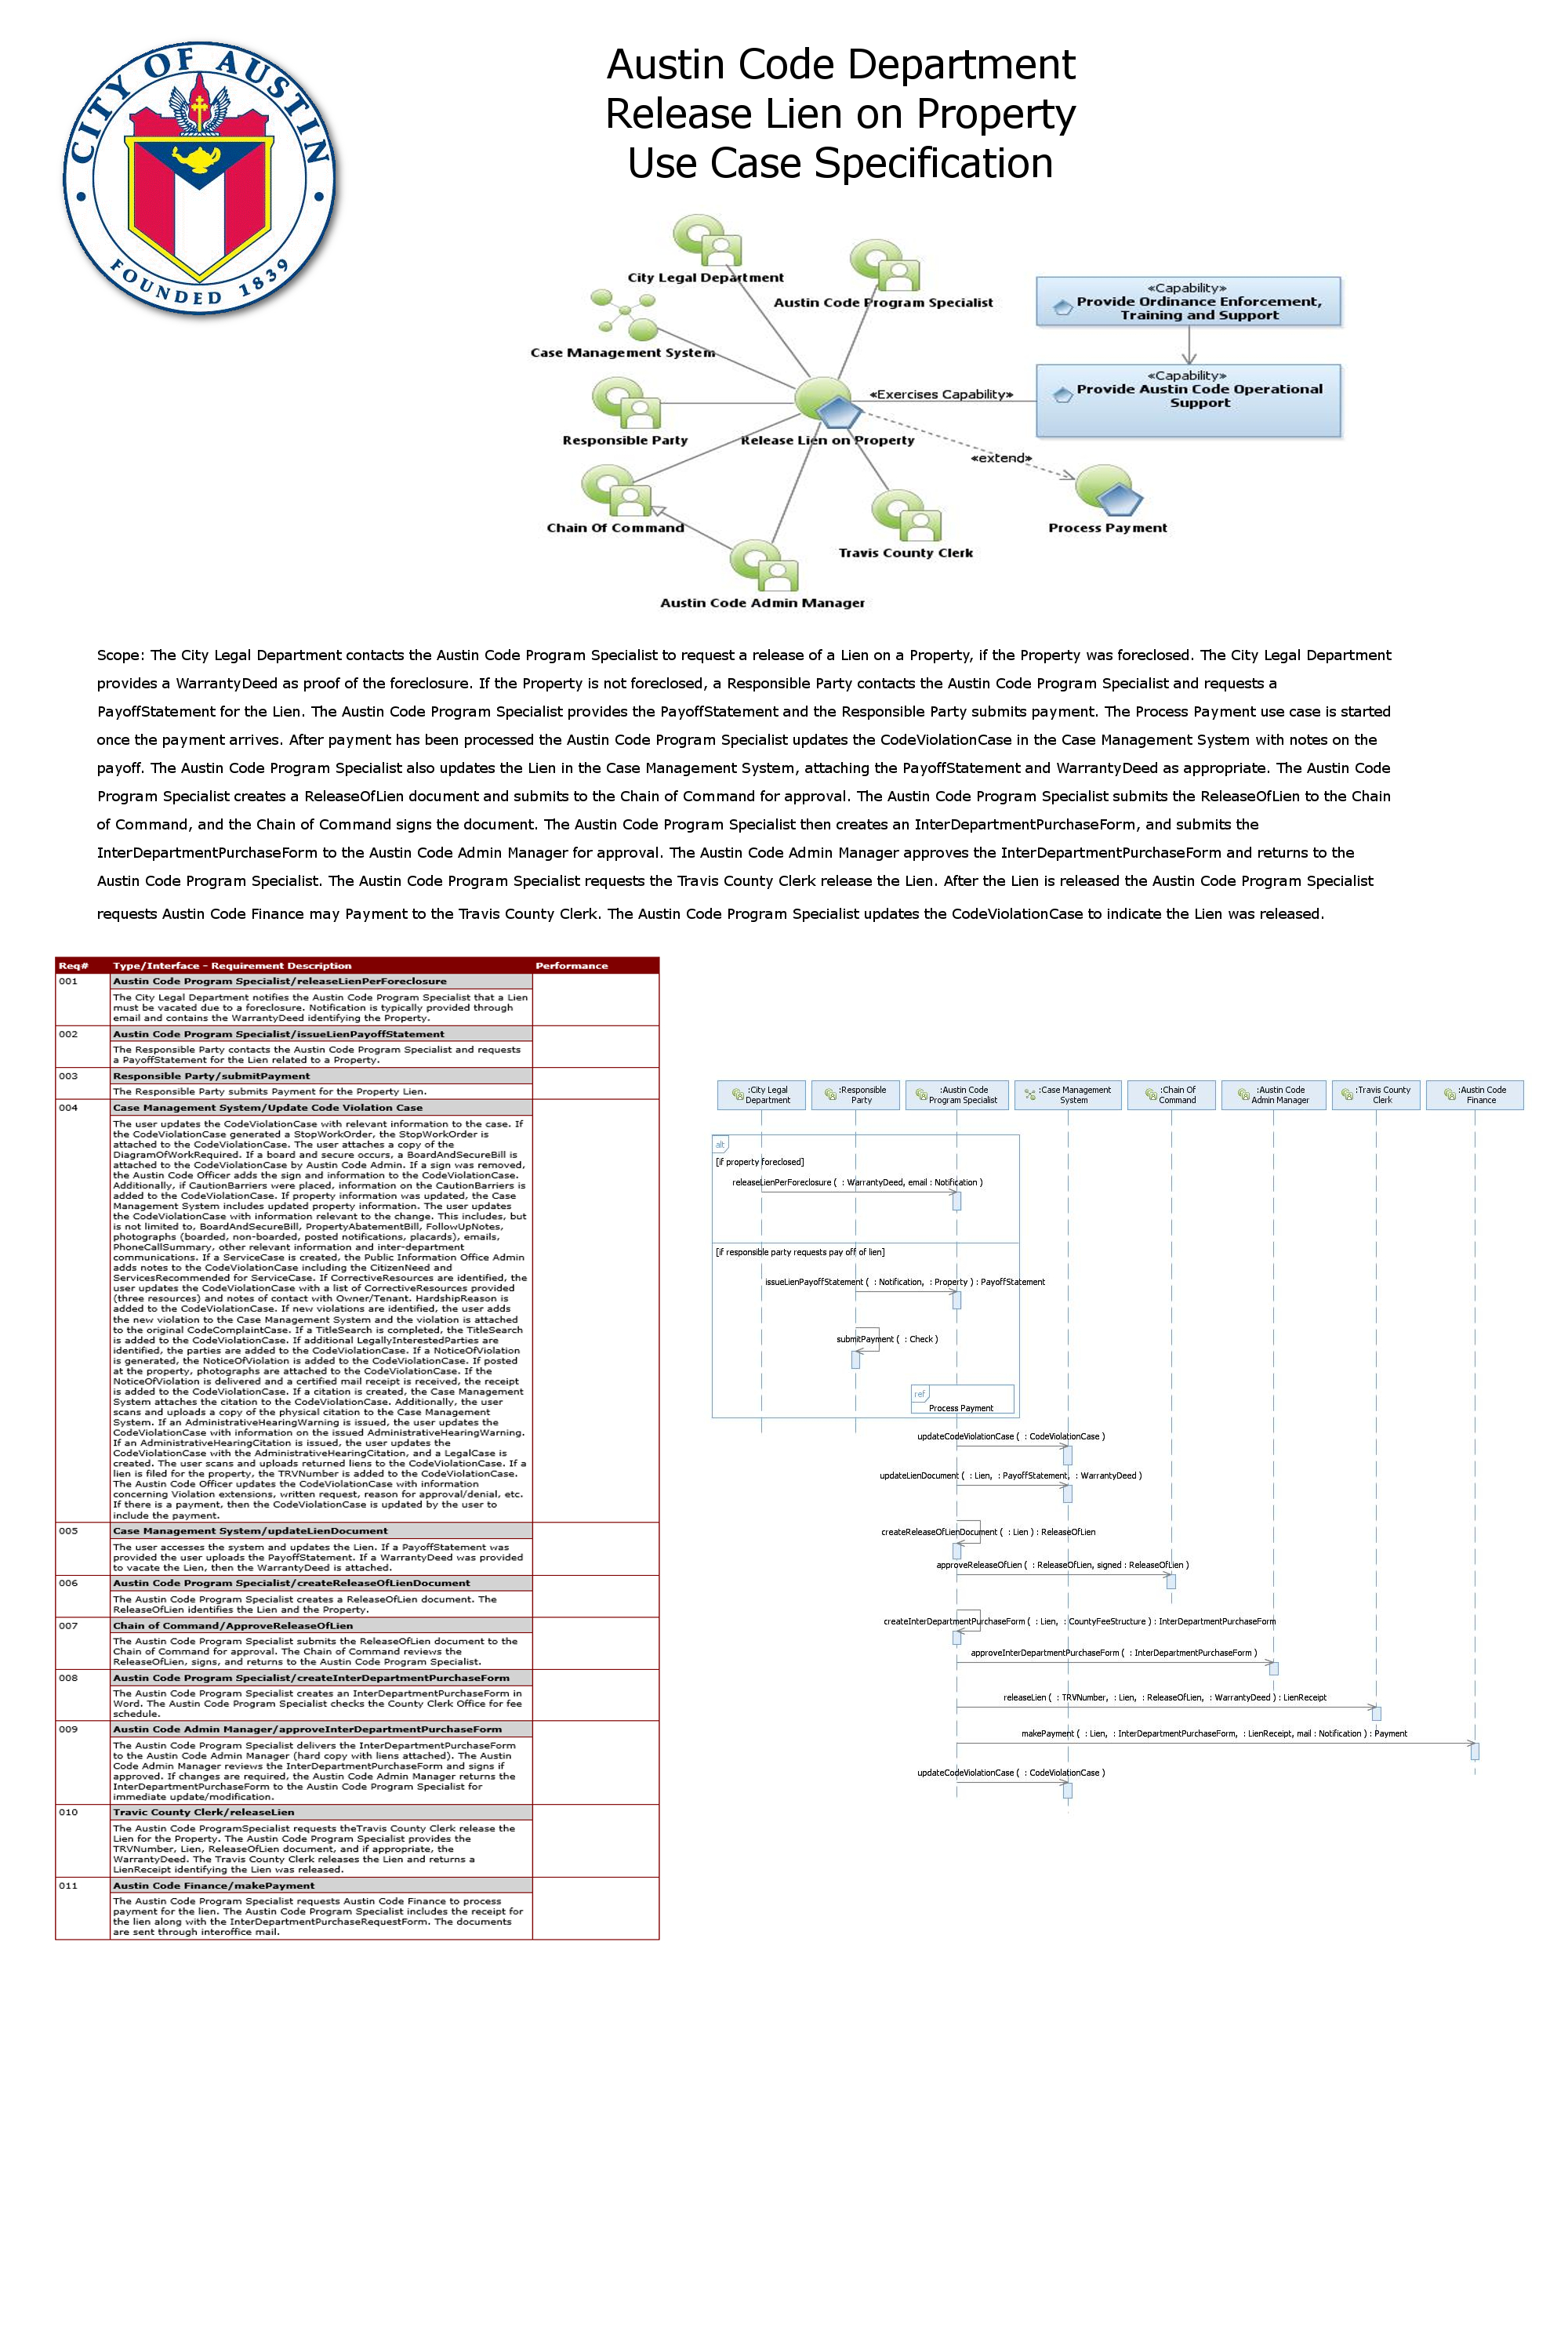 CITY OF AUSTIN
FOUNDED 1839
Austin Code Department
Release Lien on Property
Use Case Specification
City Legal Department
Austin Code Program Specialist
Case Management System
«Capability»
Provide Ordinance Enforcement,
Training and Support
«Capability»
Provide Austin Code Operational
Support
«Exercises Capability»
Responsible Party
Release Lien on Property
«extend»
Chain Of Command
Travis County Clerk
Process Payment
Austin Code Admin Manager
Scope: The City Legal Department contacts the Austin Code Program Specialist to request a release of a Lien on a Property, if the Property was foreclosed. The City Legal Department
provides a WarrantyDeed as proof of the foreclosure. If the Property is not foreclosed, a Responsible Party contacts the Austin Code Program Specialist and requests a
PayoffStatement for the Lien. The Austin Code Program Specialist provides the PayoffStatement and the Responsible Party submits payment. The Process Payment use case is started
once the payment arrives. After payment has been processed the Austin Code Program Specialist updates the CodeViolationCase in the Case Management System with notes on the
payoff. The Austin Code Program Specialist also updates the Lien in the Case Management System, attaching the PayoffStatement and WarrantyDeed as appropriate. The Austin Code
Program Specialist creates a ReleaseOfLien document and submits to the Chain of Command for approval. The Austin Code Program Specialist submits the ReleaseOfLien to the Chain
of Command, and the Chain of Command signs the document. The Austin Code Program Specialist then creates an InterDepartmentPurchaseForm, and submits the
InterDepartmentPurchaseForm to the Austin Code Admin Manager for approval. The Austin Code Admin Manager approves the InterDepartmentPurchaseForm and returns to the
Austin Code Program Specialist. The Austin Code Program Specialist requests the Travis County Clerk release the Lien. After the Lien is released the Austin Code Program Specialist
requests Austin Code Finance may Payment to the Travis County Clerk. The Austin Code Program Specialist updates the CodeViolationCase to indicate the Lien was released.
Req# Type/Interface - Requirement Description Performance
001 Austin Code Program Specialist/releaseLienPerForeclosure
The City Legal Department notifies the Austin Code Program Specialist that a Lien
must be vacated due to a foreclosure. Notification is typically provided through
email and contains the WarrantyDeed identifying the Property.
002 Austin Code Program Specialist/issueLienPayoffStatement
The Responsible Party contacts the Austin Code Program Specialist and requests
a PayoffStatement for the Lien related to a Property.
003 Responsible Party/submitPayment
The Responsible Party submits Payment for the Property Lien.
004 Case Management System/Update Code Violation Case
The user updates the CodeViolationCase with relevant information to the case. If
the CodeViolationCase generated a StopWorkOrder, the StopWorkOrder is
attached to the CodeViolationCase. The user attaches a copy of the
DiagramOfWorkRequired. If a board and secure occurs, a BoardAndSecureBill is
attached to the CodeViolationCase by Austin Code Admin. If a sign was removed,
the Austin Code Officer adds the sign and information to the CodeViolationCase.
Additionally, if CautionBarriers were placed, information on the CautionBarriers is
added to the CodeViolationCase. If property information was updated, the Case
Management System includes updated property information. The user updates
the CodeViolationCase with information relevant to the change. This includes, but
is not limited to, BoardAndSecureBill, PropertyAbatementBill, FollowUpNotes,
photographs (boarded, non-boarded, posted notifications, placards), emails,
PhoneCallSummary, other relevant information and inter-department
communications. If a ServiceCase is created, the Public Information Office Admin
adds notes to the CodeViolationCase including the CitizenNeed and
ServicesRecommended for ServiceCase. If CorrectiveResources are identified, the
user updates the CodeViolationCase with a list of CorrectiveResources provided
(three resources) and notes of contact with Owner/Tenant. HardshipReason is
added to the CodeViolationCase. If new violations are identified, the user adds
the new violation to the Case Management System and the violation is attached
to the original CodeComplaintCase. If a TitleSearch is completed, the TitleSearch
is added to the CodeViolationCase. If additional LegallyInterestedParties are
identified, the parties are added to the CodeViolationCase. If a NoticeOfViolation
is generated, the NoticeOfViolation is added to the CodeViolationCase. If posted
at the property, photographs are attached to the CodeViolationCase. If the
NoticeOfViolation is delivered and a certified mail receipt is received, the receipt
is added to the CodeViolationCase. If a citation is created, the Case Management
System attaches the citation to the CodeViolationCase. Additionally, the user
scans and uploads a copy of the physical citation to the Case Management
System. If an AdministrativeHearingWarning is issued, the user updates the
CodeViolationCase with information on the issued AdministrativeHearingWarning.
If an AdministrativeHearingCitation is issued, the user updates the
CodeViolationCase with the AdministrativeHearingCitation, and a LegalCase is
created. The user scans and uploads returned liens to the CodeViolationCase. If a
lien is filed for the property, the TRVNumber is added to the CodeViolationCase.
The Austin Code Officer updates the CodeViolationCase with information
concerning Violation extensions, written request, reason for approval/denial, etc.
If there is a payment, then the CodeViolationCase is updated by the user to
include the payment.
005 Case Management System/updateLienDocument
The user accesses the system and updates the Lien. If a PayoffStatement was
provided the user uploads the PayoffStatement. If a WarrantyDeed was provided
to vacate the Lien, then the WarrantyDeed is attached.
006 Austin Code Program Specialist/createReleaseOfLienDocument
The Austin Code Program Specialist creates a ReleaseOfLien document. The
ReleaseOfLien identifies the Lien and the Property.
007 Chain of Command/ApproveReleaseOfLien
The Austin Code Program Specialist submits the ReleaseOfLien document to the
Chain of Command for approval. The Chain of Command reviews the
ReleaseOfLien, signs, and returns to the Austin Code Program Specialist.
008 Austin Code Program Specialist/createInterDepartmentPurchaseForm
The Austin Code Program Specialist creates an InterDepartmentPurchaseForm in
Word. The Austin Code Program Specialist checks the County Clerk Office for fee
schedule.
009 Austin Code Admin Manager/approveInterDepartmentPurchaseForm
The Austin Code Program Specialist delivers the InterDepartmentPurchaseForm
to the Austin Code Admin Manager (hard copy with liens attached). The Austin
Code Admin Manager reviews the InterDepartmentPurchaseForm and signs if
approved. If changes are required, the Austin Code Admin Manager returns the
InterDepartmentPurchaseForm to the Austin Code Program Specialist for
immediate update/modification.
010 Travic County Clerk/releaseLien
The Austin Code ProgramSpecialist requests theTravis County Clerk release the
Lien for the Property. The Austin Code Program Specialist provides the
TRVNumber, Lien, ReleaseOfLien document, and if appropriate, the
WarrantyDeed. The Travis County Clerk releases the Lien and returns a
LienReceipt identifying the Lien was released.
011 Austin Code Finance/makePayment
The Austin Code Program Specialist requests Austin Code Finance to process
payment for the lien. The Austin Code Program Specialist includes the receipt for
the lien along with the InterDepartmentPurchaseRequestForm. The documents
are sent through interoffice mail.
:City Legal
Department
:Responsible
Party
:Austin Code
Program Specialist
:Case Management
System
:Chain Of
Command
:Austin Code
Admin Manager
:Travis County
Clerk
:Austin Code
Finance
alt
[if property foreclosed]
releaseLienPerForeclosure ( : WarrantyDeed, email : Notification )
[if responsible party requests pay off of lien]
issueLienPayoffStatement ( : Notification, : Property ) : PayoffStatement
submitPayment ( : Check )
ref
Process Payment
updateCodeViolationCase ( : CodeViolationCase )
updateLienDocument ( : Lien, : PayoffStatement, : WarrantyDeed )
createReleaseOfLienDocument ( : Lien ) : ReleaseOfLien
approveReleaseOfLien ( : ReleaseOfLien, signed : ReleaseOfLien )
createInterDepartmentPurchaseForm ( : Lien, : CountyFeeStructure ) : InterDepartmentPurchaseForm
approveInterDepartmentPurchaseForm ( : InterDepartmentPurchaseForm )
releaseLien ( : TRVNumber, : Lien, : ReleaseOfLien, : WarrantyDeed ) : LienReceipt
makePayment ( : Lien, : InterDepartmentPurchaseForm, : LienReceipt, mail : Notification ) : Payment
updateCodeViolationCase ( : CodeViolationCase )